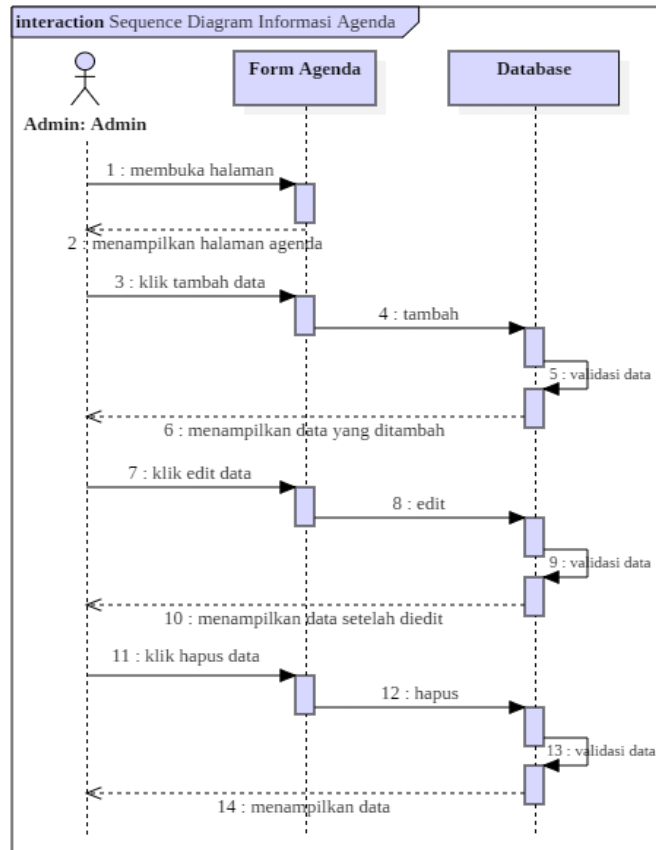 interaction Sequence Diagram Informasi Agenda
Form Agenda
Database
Admin: Admin
1 : membuka halaman
2 : menampilkan halaman agenda
3 : klik tambah data
4 : tambah
5 : validasi data
6 : menampilkan data yang ditambah
7 : klik edit data
8 : edit
9 : validasi data
10 : menampilkan data setelah diedit
11 : klik hapus data
12 : hapus
13 : validasi data
14 : menampilkan data